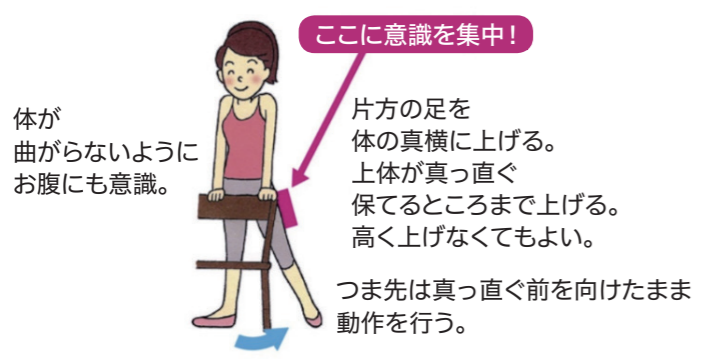 ここに意識を集中！
体が
曲がらないように
お腹にも意識。
片方の足を
体の真横に上げる。
上体が真っ直ぐ
保てるところまで上げる。
高く上げなくてもよい。
つま先は真っ直ぐ前を向けたまま
動作を行う。